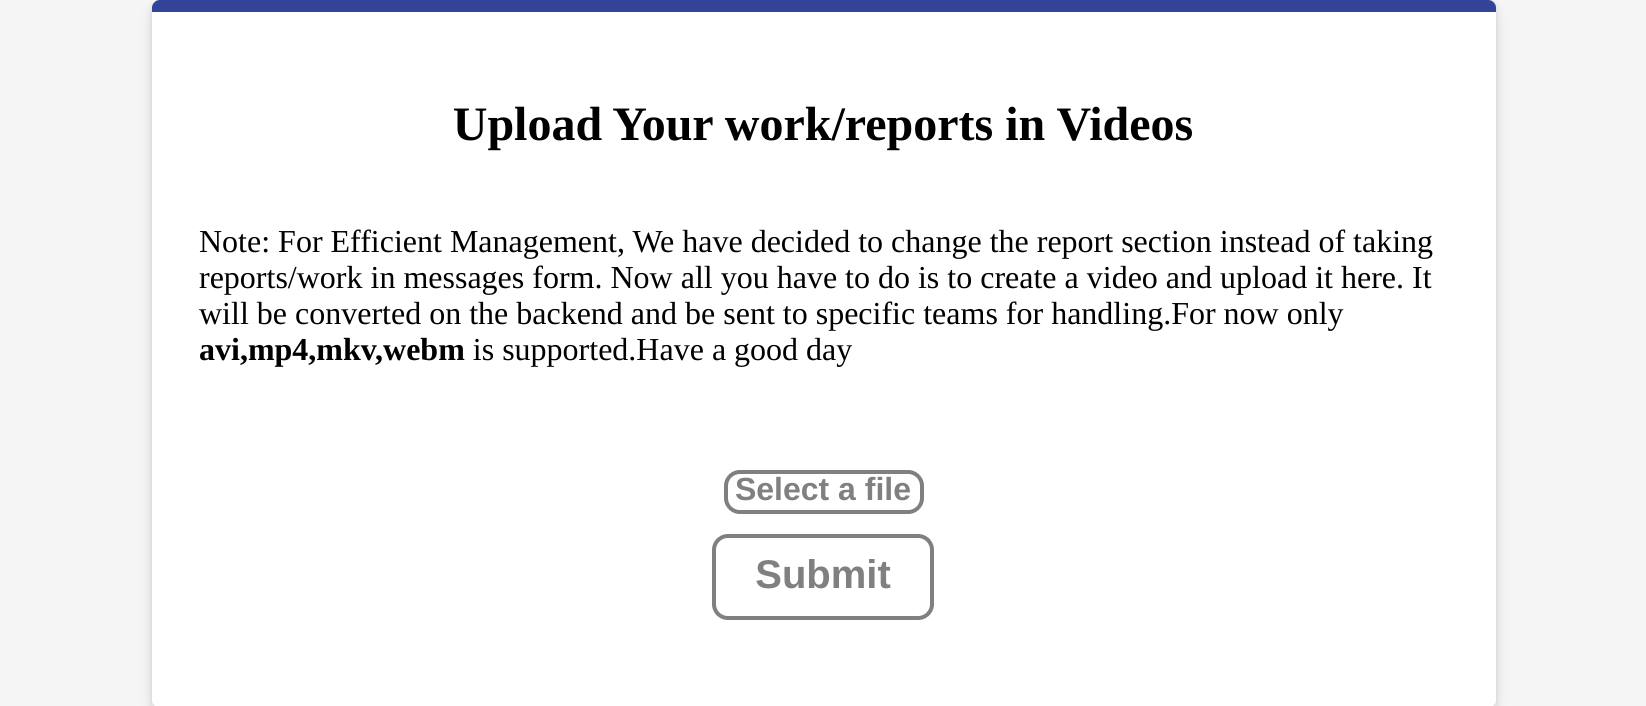 Upload Your work/reports in Videos
Note: For Efficient Management, We have decided to change the report section instead of taking
reports/work in messages form. Now all you have to do is to create a video and upload it here. It
will be converted on the backend and be sent to specific teams for handling.For now only
avi,mp4,mkv,webm is supported.Have a good day
Select a file
Submit